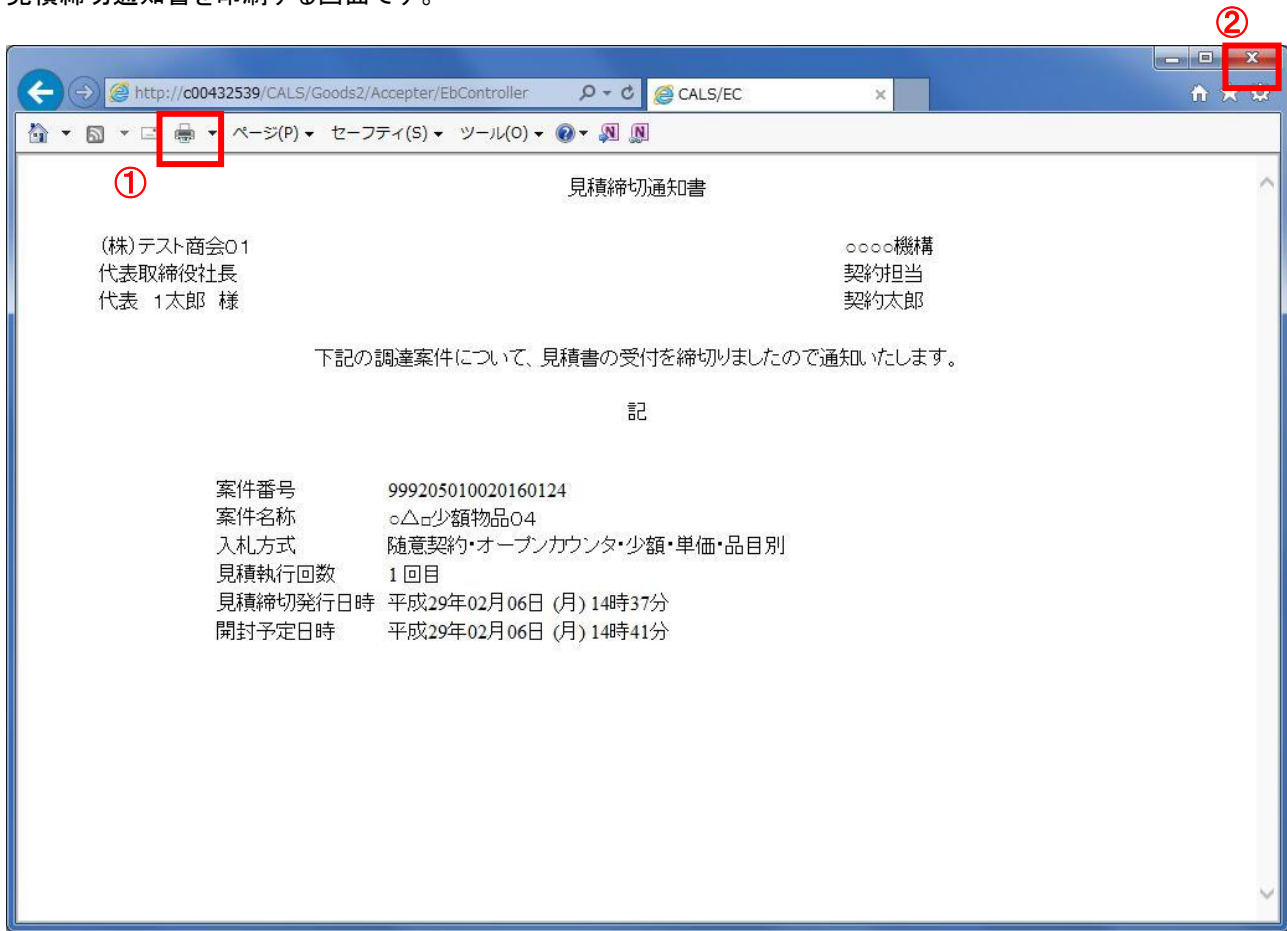 見積締切通知書を印刷する画面です。
②
http://c00432539/CALS/Goods2/Accepter/EbController
CALS/EC
ページ(P) セーフティ(S) ツール(O)
①
見積締切通知書
(株)テスト商会01
代表取締役社長
代表 1太郎 様
○○○○機構
契約担当
契約太郎
下記の調達案件について、見積書の受付を締切りましたので通知いたします。
記
案件番号 999205010020160124
案件名称 ○△□少額物品04
入札方式 随意契約・オープンカウンタ・少額・単価・品目別
見積執行回数 1 回目
見積締切発行日時 平成29年02月06日 (月) 14時37分
開封予定日時 平成29年02月06日 (月) 14時41分